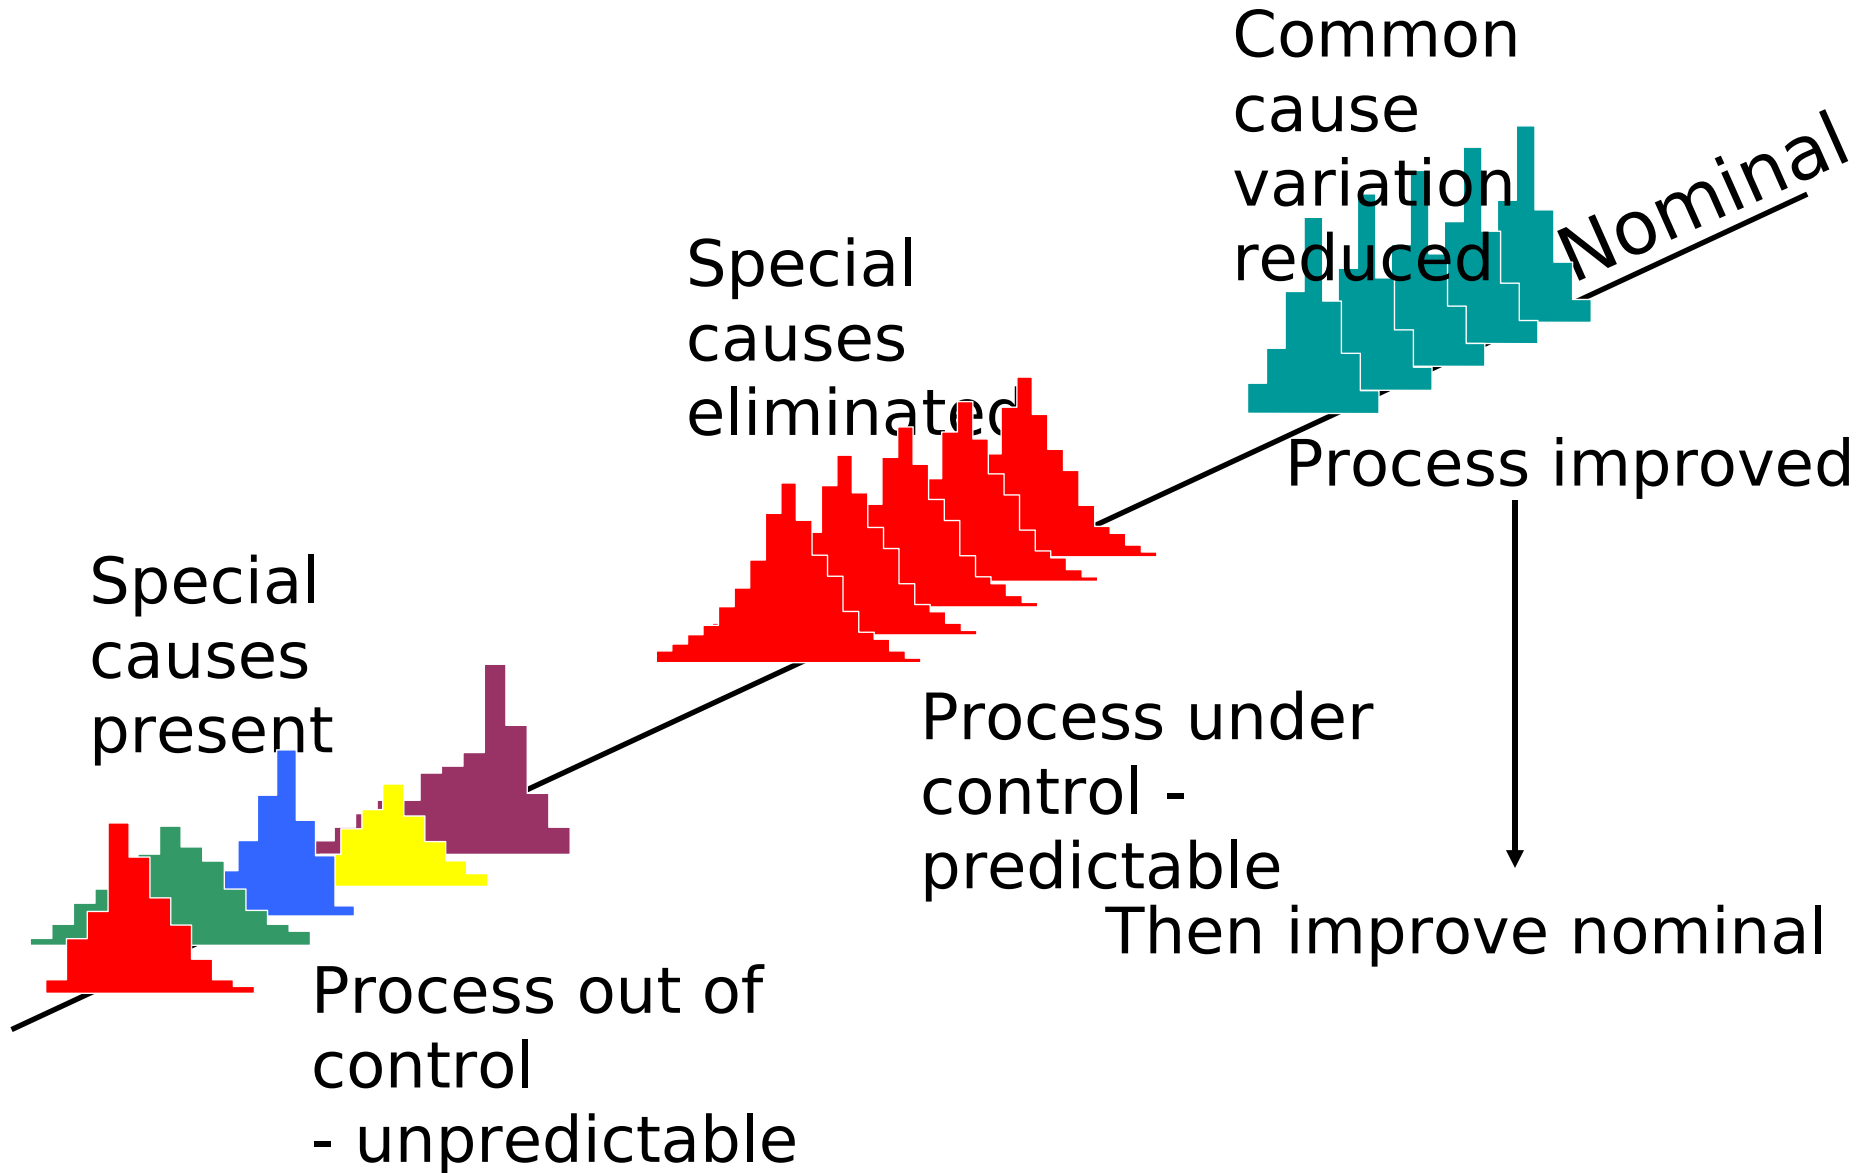 Common
cause
variation
reduced
Nominal
Special
causes
eliminated
Process improved
Special
causes
present
Process under
control -
predictable
Then improve nominal
Process out of
control
- unpredictable